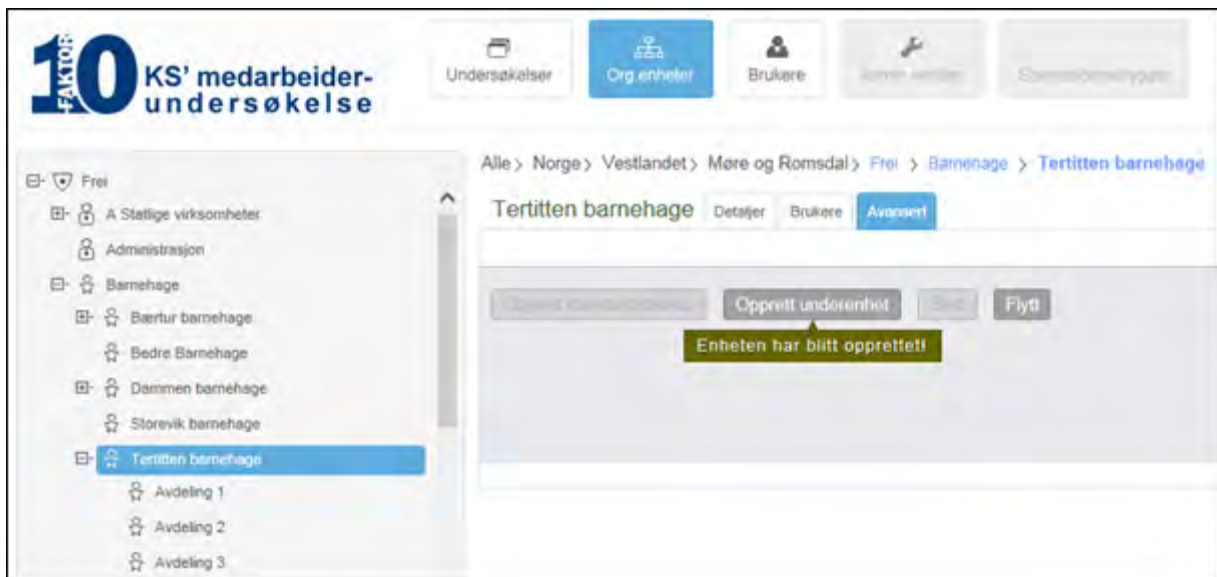 10
FAKTOR
KS' medarbeider-
undersøkelse
Undersøkelser
Org.enheter
Brukere
Alle > Norge > Vestlandet > Møre og Romsdal > Frei > Barnehage > Tertitten barnehage
Tertitten barnehage Detaljer Brukere Avansert
Opprett underenhet Flytt
Enheten har blitt opprettet!
Frei
A Statlige virksomheter
Administrasjon
Barnehage
Bærtur barnehage
Bedre Barnehage
Dammen barnehage
Storevik barnehage
Tertitten barnehage
Avdeling 1
Avdeling 2
Avdeling 3